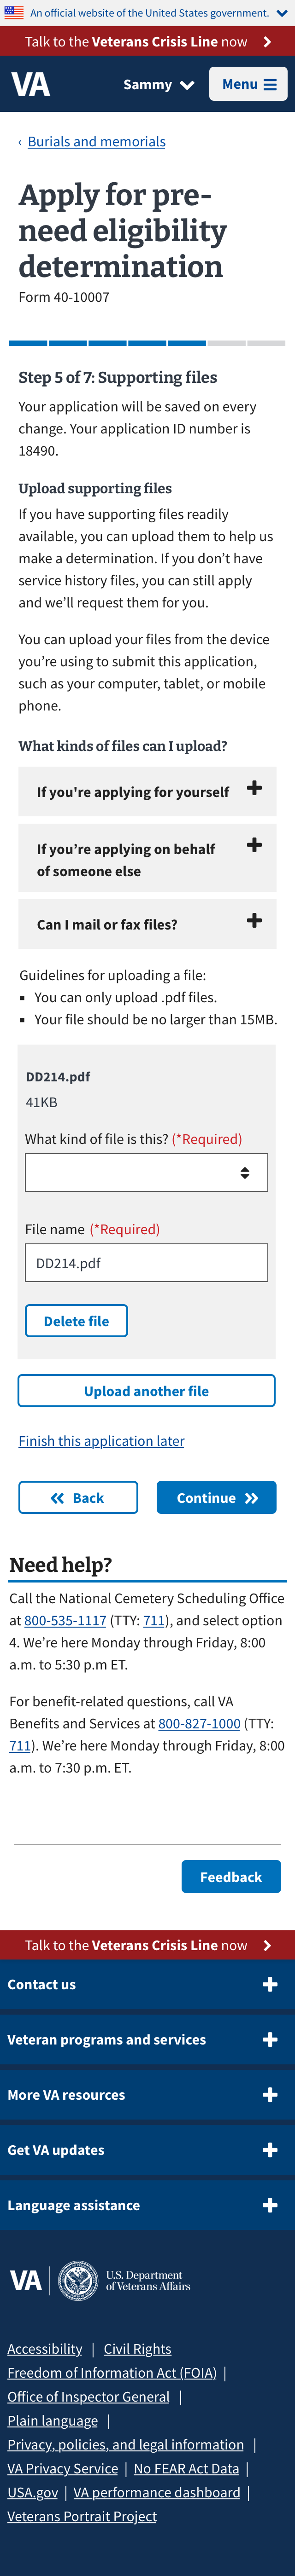 An official website of the United States government.
Talk to the Veterans Crisis Line now
VA
Sammy
Menu
‹ Burials and memorials
Apply for pre-
need eligibility
determination
Form 40-10007
Step 5 of 7: Supporting files
Your application will be saved on every
change. Your application ID number is
18490.
Upload supporting files
If you have supporting files readily
available, you can upload them to help us
make a determination. If you don’t have
service history files, you can still apply
and we’ll request them for you.
You can upload your files from the device
you’re using to submit this application,
such as your computer, tablet, or mobile
phone.
What kinds of files can I upload?
If you're applying for yourself
If you’re applying on behalf
of someone else
Can I mail or fax files?
Guidelines for uploading a file:
▪ You can only upload .pdf files.
▪ Your file should be no larger than 15MB.
DD214.pdf
41KB
What kind of file is this? (*Required)
File name (*Required)
DD214.pdf
Delete file
Upload another file
Finish this application later
Back
Continue
Need help?
Call the National Cemetery Scheduling Office
at 800-535-1117 (TTY: 711), and select option
4. We’re here Monday through Friday, 8:00
a.m. to 5:30 p.m ET.
For benefit-related questions, call VA
Benefits and Services at 800-827-1000 (TTY:
711). We’re here Monday through Friday, 8:00
a.m. to 7:30 p.m. ET.
Feedback
Talk to the Veterans Crisis Line now
Contact us
Veteran programs and services
More VA resources
Get VA updates
Language assistance
VA
U.S. Department
of Veterans Affairs
Accessibility | Civil Rights
Freedom of Information Act (FOIA) |
Office of Inspector General |
Plain language |
Privacy, policies, and legal information |
VA Privacy Service | No FEAR Act Data |
USA.gov | VA performance dashboard |
Veterans Portrait Project